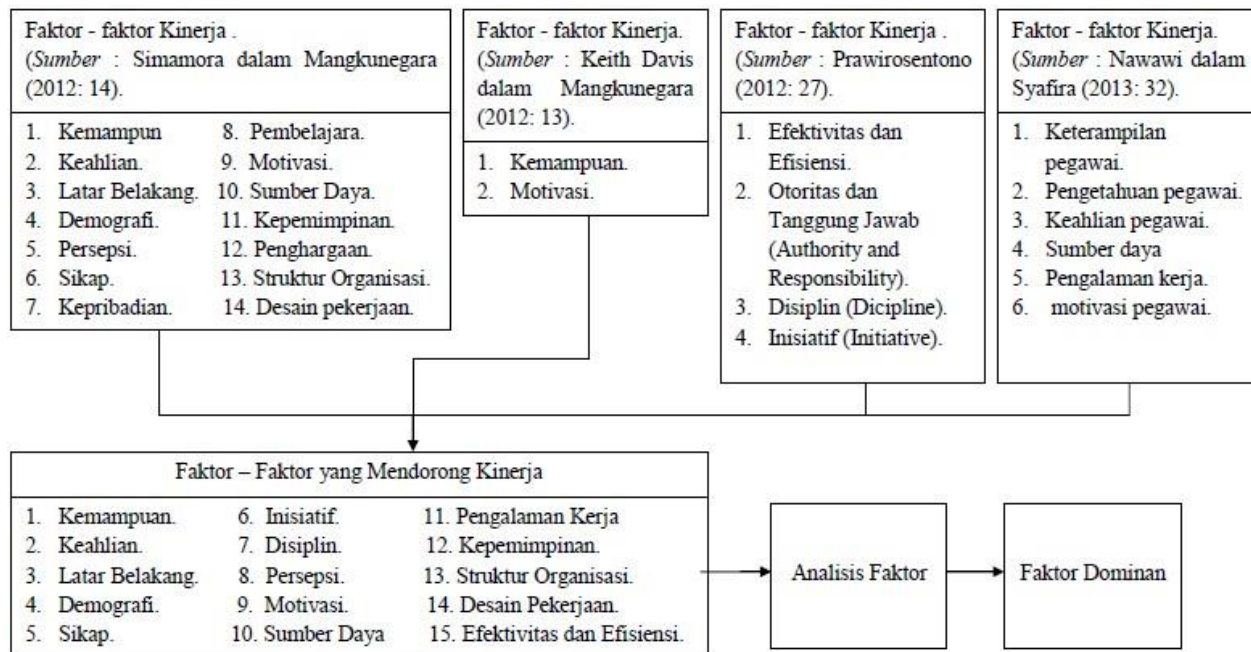 Faktor - faktor Kinerja .
(Sumber : Simamora dalam Mangkunegara
(2012: 14).
1. Kemampun
2. Keahlian.
3. Latar Belakang.
4. Demografi.
5. Persepsi.
6. Sikap.
7. Kepribadian.
8. Pembelajara.
9. Motivasi.
10. Sumber Daya.
11. Kepemimpinan.
12. Penghargaan.
13. Struktur Organisasi.
14. Desain pekerjaan.
Faktor - faktor Kinerja.
(Sumber : Keith Davis
dalam Mangkunegara
(2012: 13).
1. Kemampuan.
2. Motivasi.
Faktor - faktor Kinerja .
(Sumber : Prawirosentono
(2012: 27).
1. Efektivitas dan
Efisiensi.
2. Otoritas dan
Tanggung Jawab
(Authority and
Responsibility).
3. Disiplin (Dicipline).
4. Inisiatif (Initiative).
Faktor - faktor Kinerja.
(Sumber : Nawawi dalam
Syafira (2013: 32).
1. Keterampilan
pegawai.
2. Pengetahuan pegawai.
3. Keahlian pegawai.
4. Sumber daya
5. Pengalaman kerja.
6. motivasi pegawai.
Faktor – Faktor yang Mendorong Kinerja
1. Kemampuan.
2. Keahlian.
3. Latar Belakang.
4. Demografi.
5. Sikap.
6. Inisiatif.
7. Disiplin.
8. Persepsi.
9. Motivasi.
10. Sumber Daya
11. Pengalaman Kerja
12. Kepemimpinan.
13. Struktur Organisasi.
14. Desain Pekerjaan.
15. Efektivitas dan Efisiensi.
Analisis Faktor
Faktor Dominan